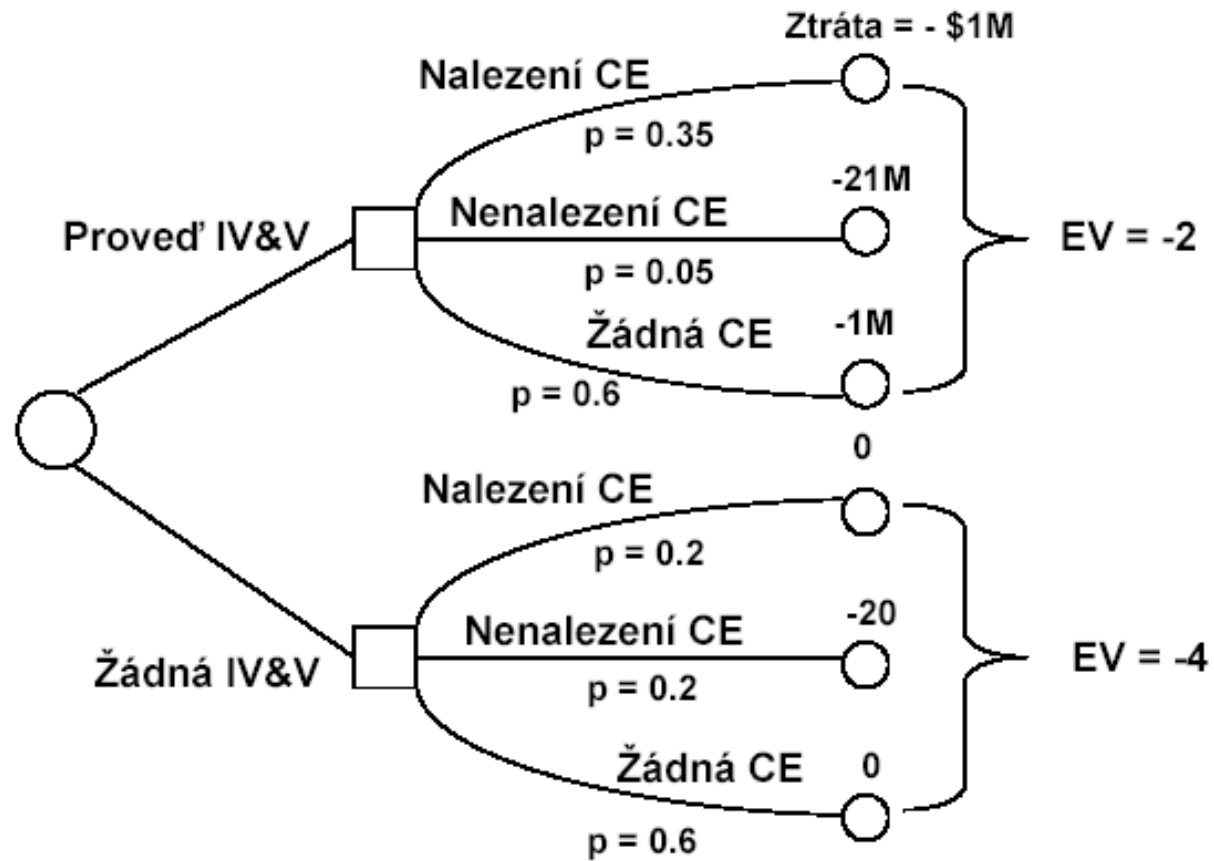 Ztráta = - $1M
Nalezení CE
p = 0.35
-21M
Nenalezení CE
Proveď IV&V
EV = -2
p = 0.05
-1M
Žádná CE
p = 0.6
0
Nalezení CE
p = 0.2
-20
Nenalezení CE
Žádná IV&V
EV = -4
p = 0.2
0
Žádná CE
p = 0.6